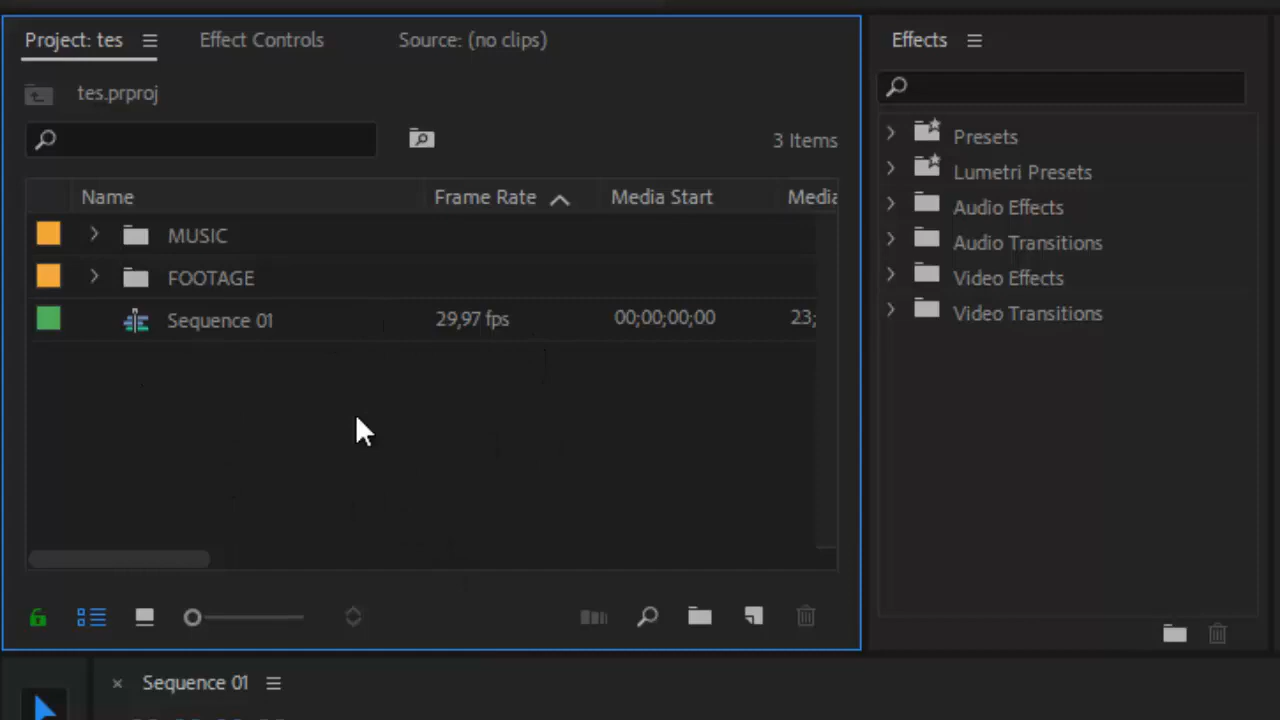 Project: tes
Effect Controls
Source: (no clips)
Effects
tes.prproj
3 Items
Name
Frame Rate
Media Start
Media
MUSIC
FOOTAGE
Sequence 01
29,97 fps
00;00;00;00
23;
Presets
Lumetri Presets
Audio Effects
Audio Transitions
Video Effects
Video Transitions
× Sequence 01